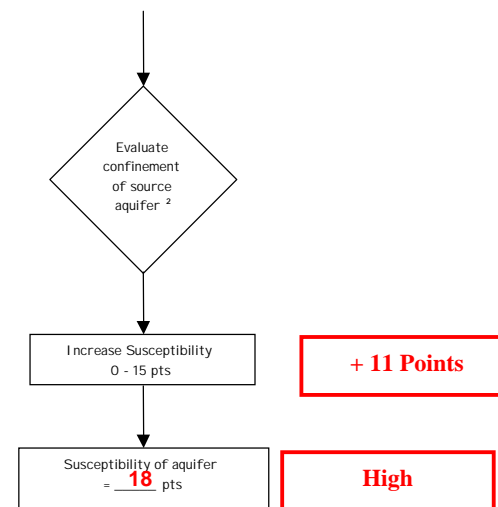 Evaluate
confinement
of source
aquifer ²
Increase Susceptibility
0 - 15 pts
+ 11 Points
Susceptibility of aquifer
= 18 pts
High